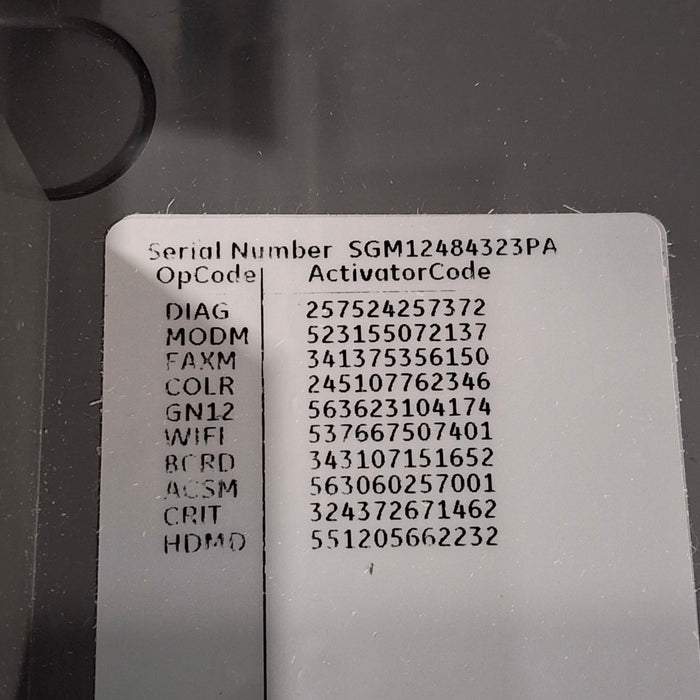 Serial Number SGM12484323PA
OpCode ActivatorCode
DIAG 257524257372
MODM 523155072137
FAXM 341375356150
COLR 245107762346
GN12 563623104174
WIFI 537667507401
BCRD 343107151652
ACSM 563060257001
CRIT 324372671462
HDMO 551205662232